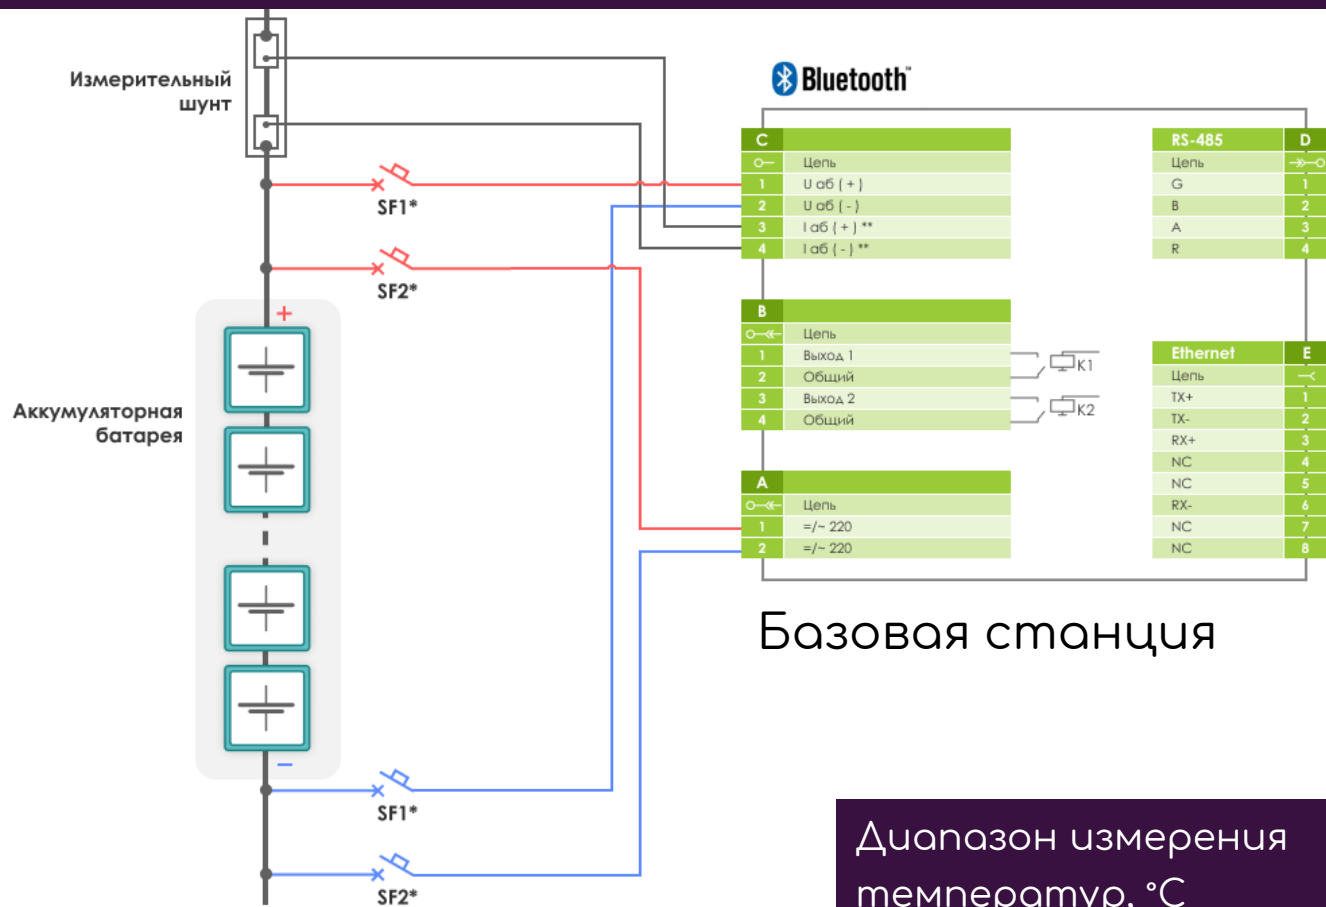 Измерительный
шунт
Bluetooth™
SF1*
SF2*
+
Аккумуляторная
батарея
−
SF1*
SF2*
C
Цепь
1 U аб ( + )
2 U аб ( - )
3 I аб ( + ) **
4 I аб ( - ) **
B
Цепь
1 Выход 1
2 Общий
3 Выход 2
4 Общий
K1
K2
A
Цепь
1 =/~ 220
2 =/~ 220
RS-485 D
Цепь
G 1
B 2
A 3
R 4
Ethernet E
Цепь
TX+ 1
TX- 2
RX+ 3
NC 4
NC 5
RX- 6
NC 7
NC 8
Базовая станция
Диапазон измерения
температур, °C